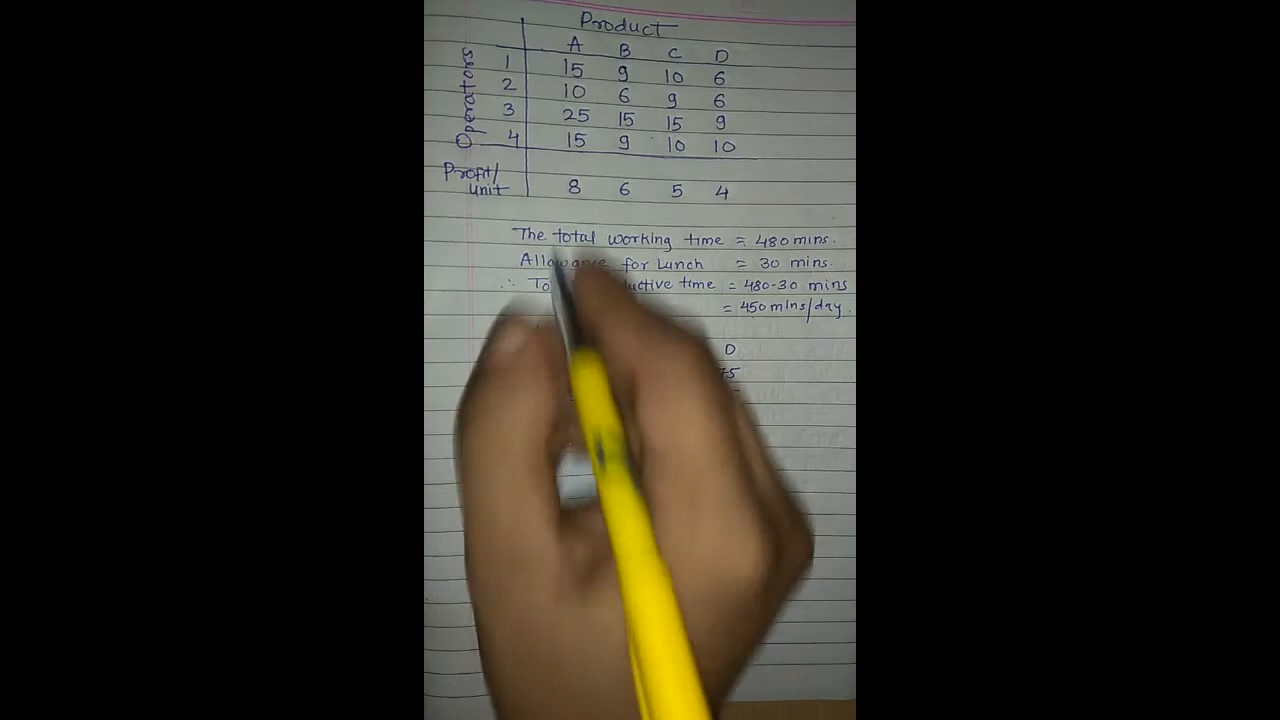 Product
A B C D
Operators
1 15 9 10 6
2 10 6 9 6
3 25 15 15 9
4 15 9 10 10
Profit/
unit 8 6 5 4
The total working time = 480 mins.
Allowance for Lunch = 30 mins.
∴ = 480-30 mins
= 450 mins/day.
D
75